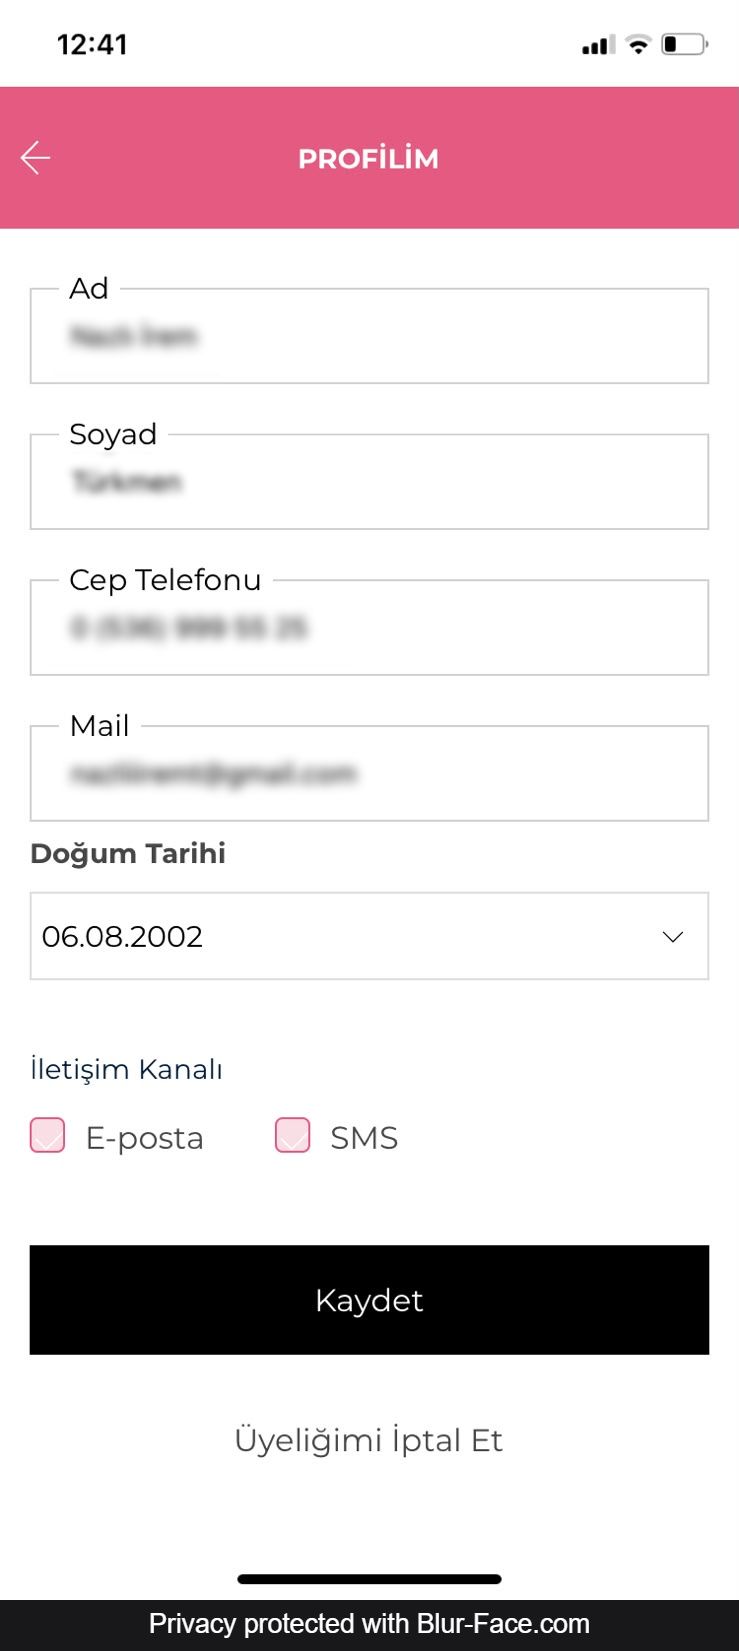 12:41
PROFİLİM
Ad
Soyad
Cep Telefonu
Mail
Doğum Tarihi
06.08.2002
İletişim Kanalı
E-posta SMS
Kaydet
Üyeliğimi İptal Et
Privacy protected with Blur-Face.com